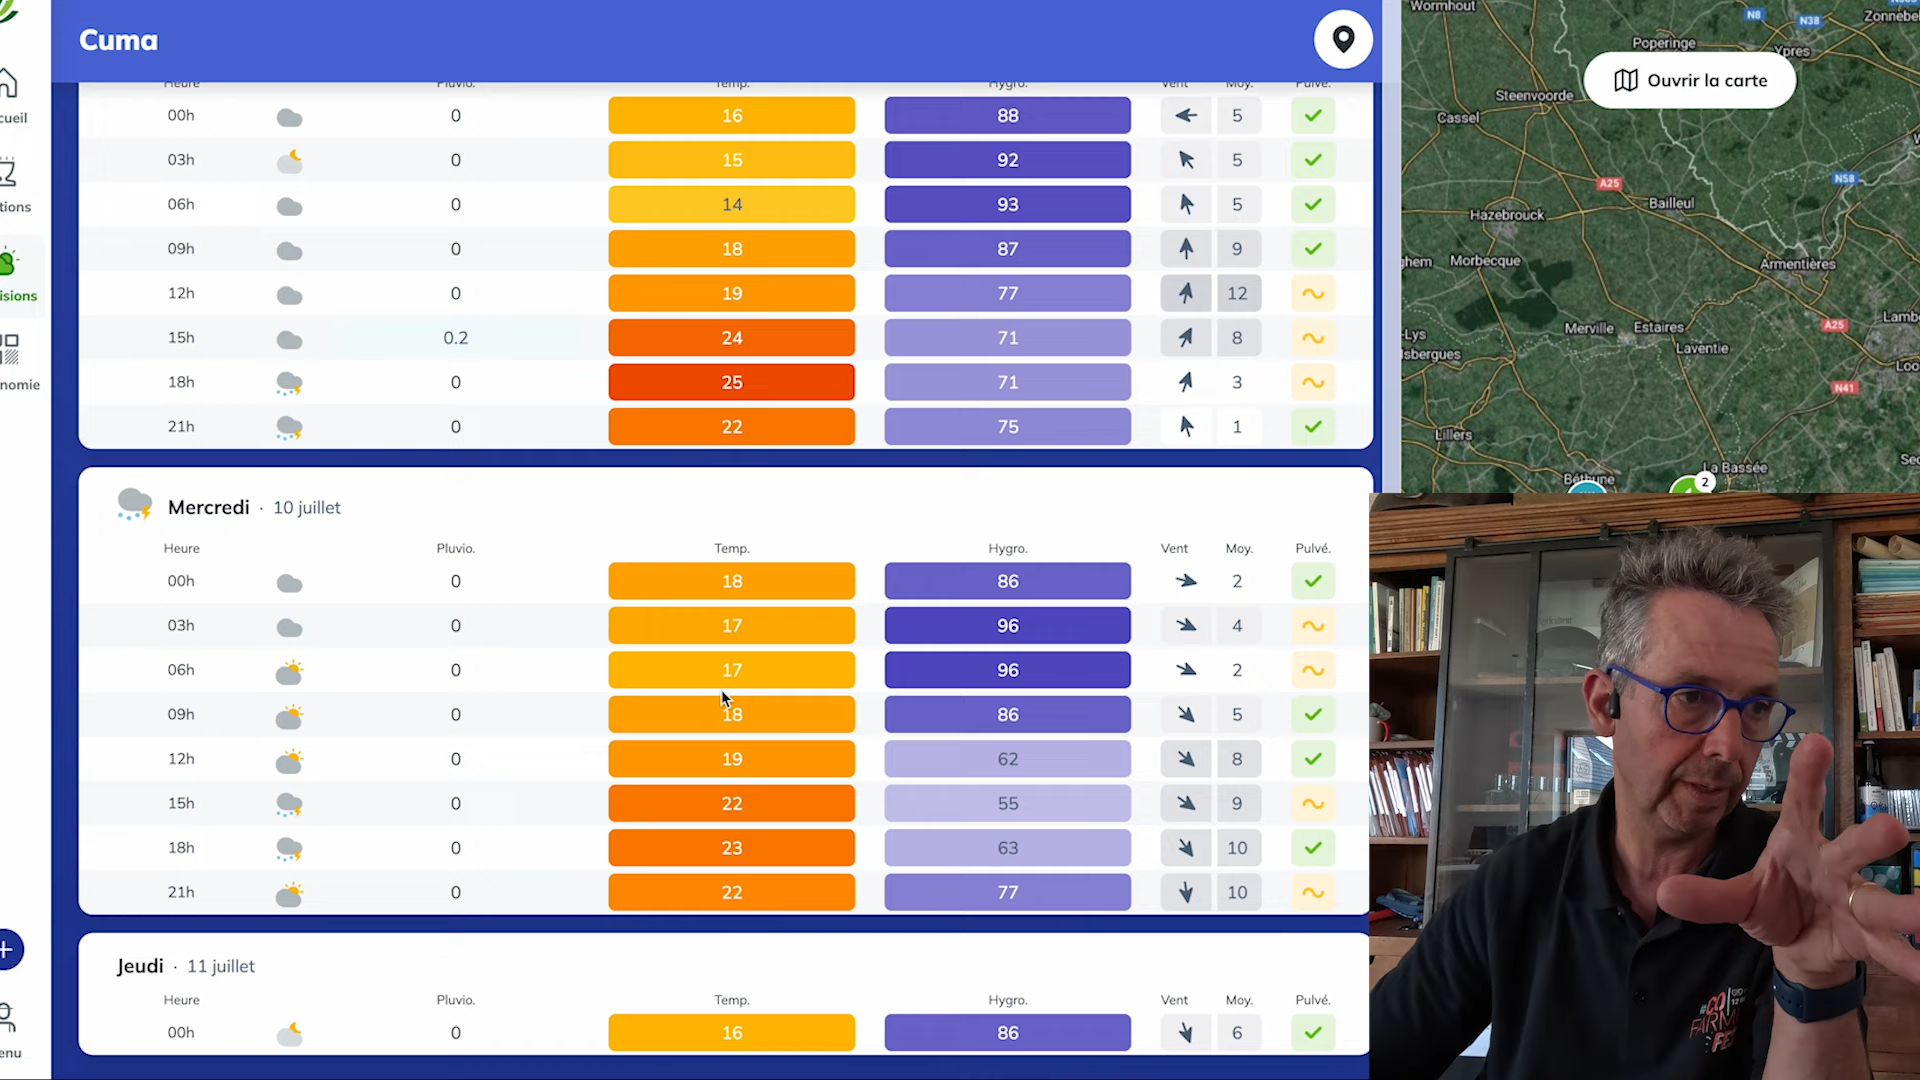 Cuma
Ouvrir la carte
cueil
tions
isions
nomie
enu
Heure Pluvio. Temp. Hygro. Vent Moy. Pulvé.
00h 0 16 88 5
03h 0 15 92 5
06h 0 14 93 5
09h 0 18 87 9
12h 0 19 77 12
15h 0.2 24 71 8
18h 0 25 71 3
21h 0 22 75 1
Mercredi · 10 juillet
Heure Pluvio. Temp. Hygro. Vent Moy. Pulvé.
00h 0 18 86 2
03h 0 17 96 4
06h 0 17 96 2
09h 0 18 86 5
12h 0 19 62 8
15h 0 22 55 9
18h 0 23 63 10
21h 0 22 77 10
Jeudi · 11 juillet
Heure Pluvio. Temp. Hygro. Vent Moy. Pulvé.
00h 0 16 86 6
Wormhout
N8
N38
Zonnebe
Poperinge
Ypres
Steenvoorde
Cassel
A25
N58
Bailleul
Hazebrouck
ghem
Morbecque
Armentières
-Lys
Merville
Estaires
A25
Lamb
sbergues
Laventie
Loo
N41
Lillers
La Bassée
Sec
Béthune
2
#CO
FARM
FES